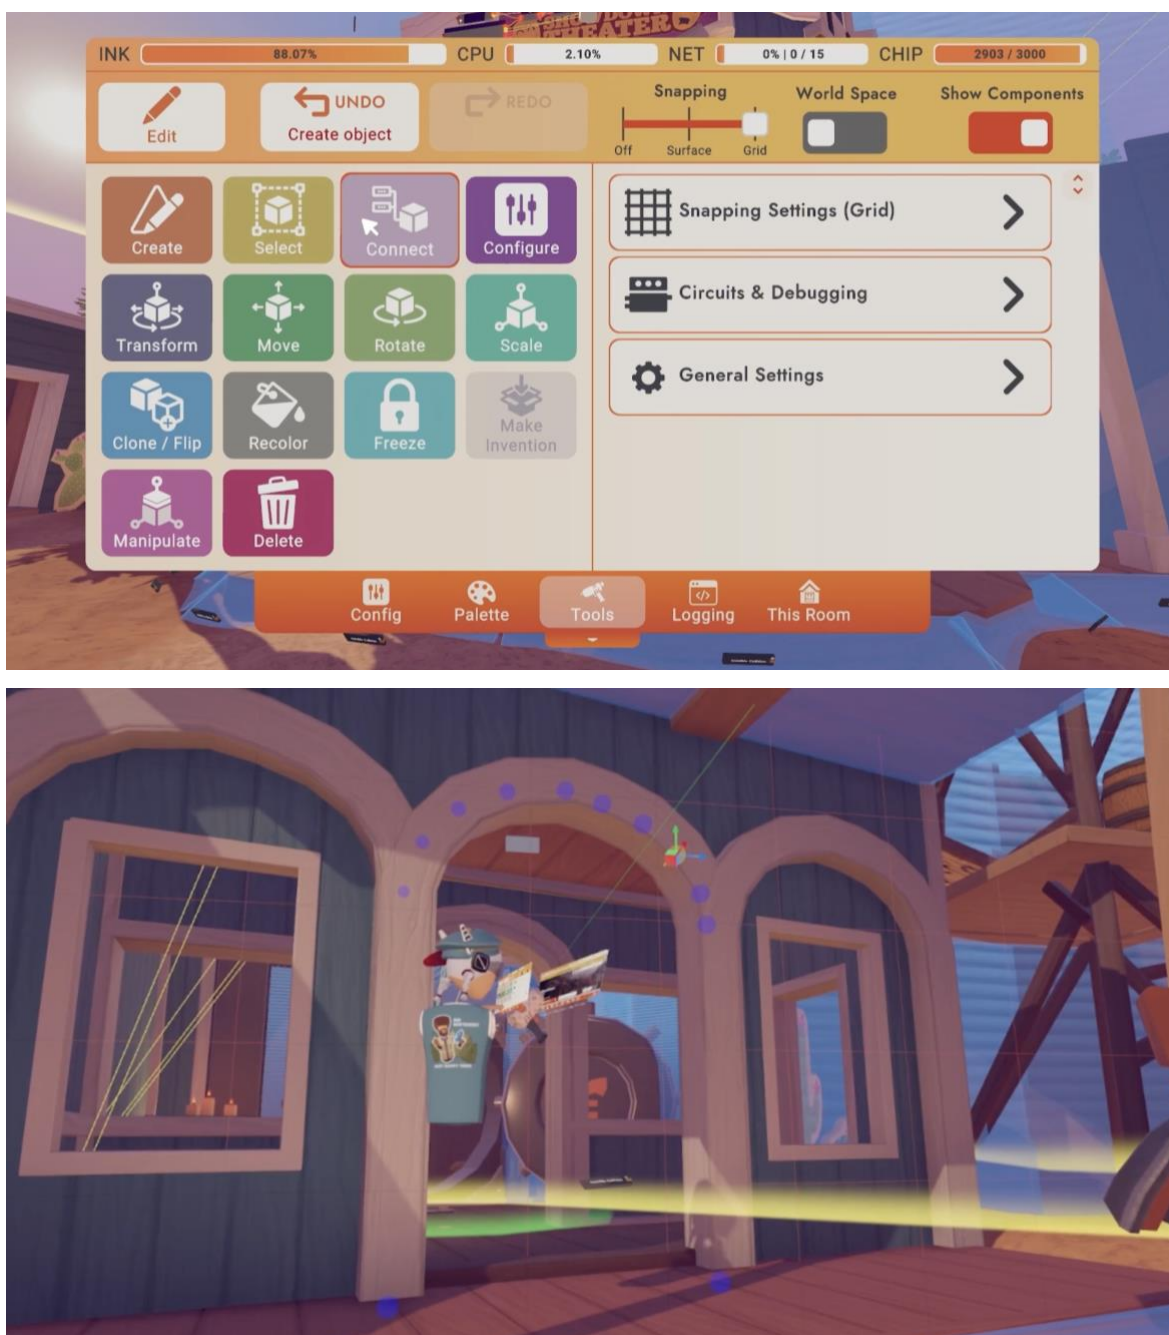 SHOWDOWN
THEATER
INK 88.07% CPU 2.10% NET 0% | 0 / 15 CHIP 2903 / 3000
Edit
UNDO
Create object
REDO
Snapping
Off Surface Grid
World Space
Show Components
Create Select Connect Configure
Transform Move Rotate Scale
Clone / Flip Recolor Freeze Make Invention
Manipulate Delete
Snapping Settings (Grid)
Circuits & Debugging
General Settings
Config Palette Tools Logging This Room